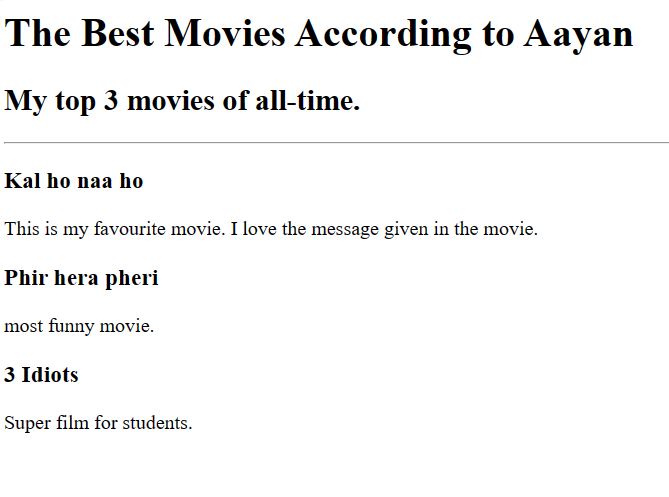 The Best Movies According to Aayan
My top 3 movies of all-time.
Kal ho naa ho
This is my favourite movie. I love the message given in the movie.
Phir hera pheri
most funny movie.
3 Idiots
Super film for students.